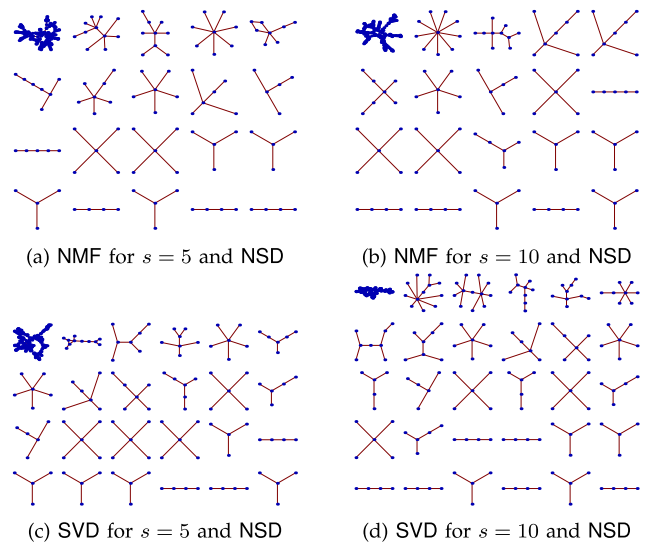 (a) NMF for s = 5 and NSD
(b) NMF for s = 10 and NSD
(c) SVD for s = 5 and NSD
(d) SVD for s = 10 and NSD